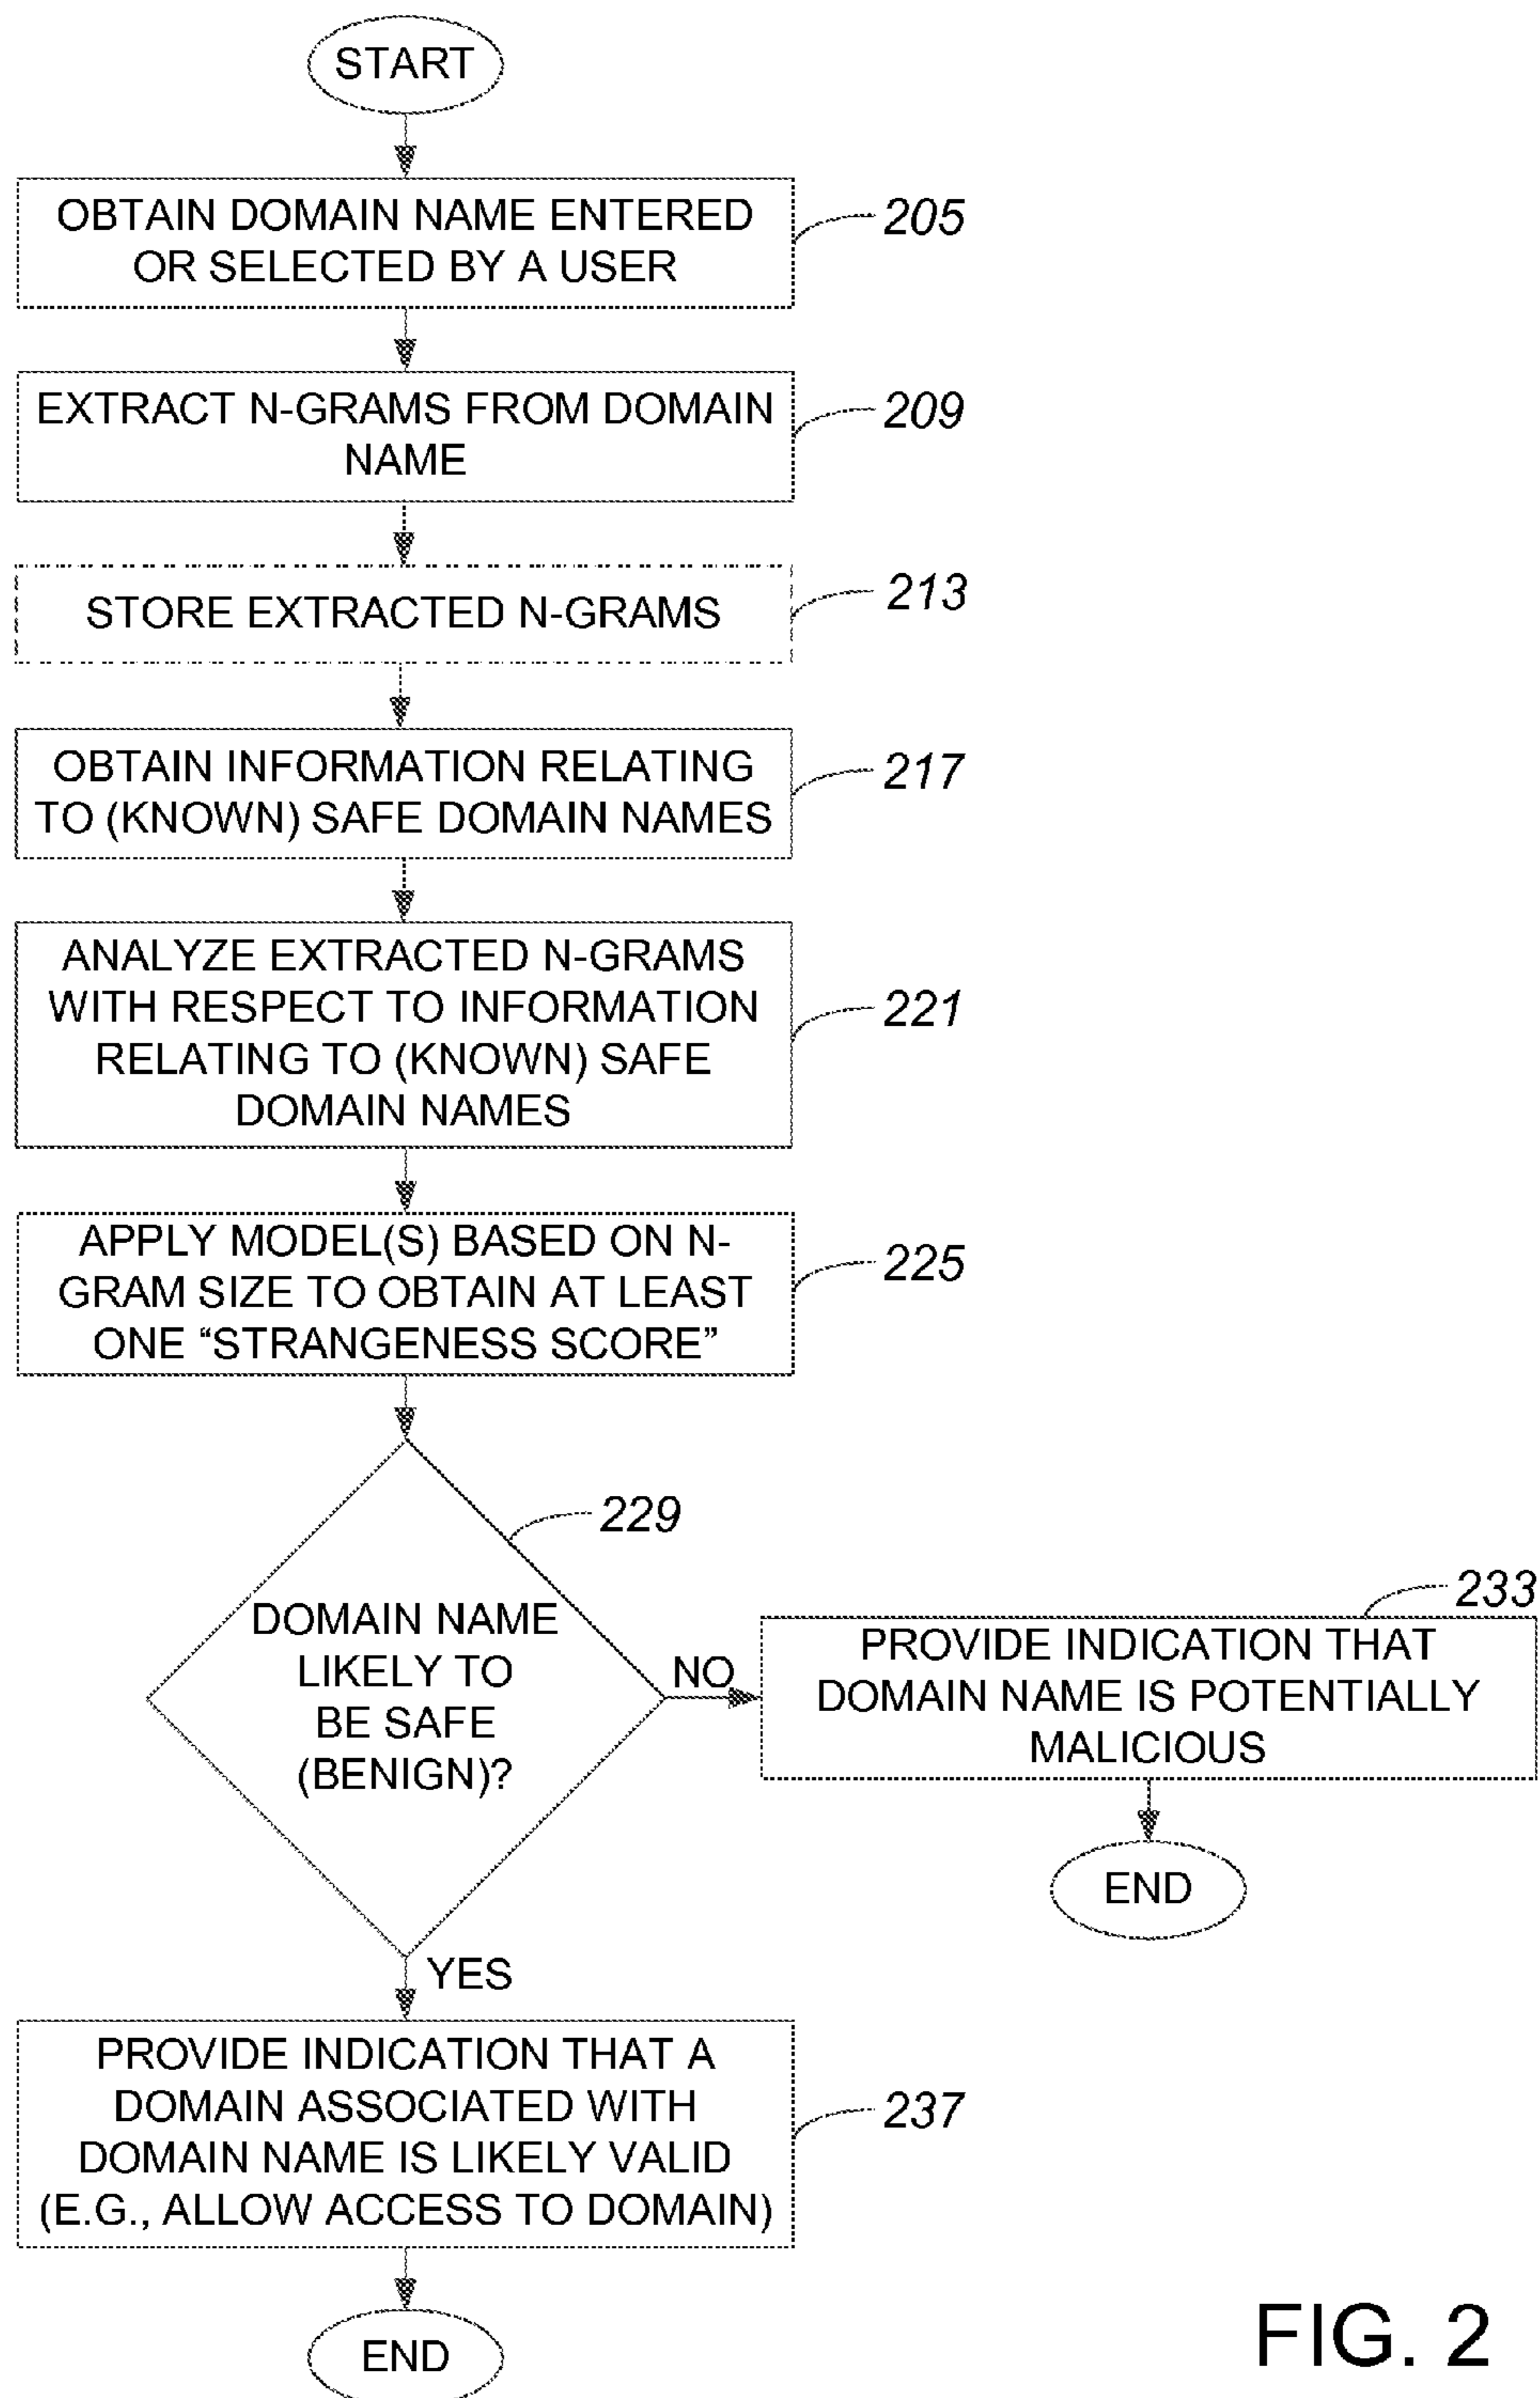 START
OBTAIN DOMAIN NAME ENTERED
OR SELECTED BY A USER
205
EXTRACT N-GRAMS FROM DOMAIN
NAME
209
STORE EXTRACTED N-GRAMS
213
OBTAIN INFORMATION RELATING
TO (KNOWN) SAFE DOMAIN NAMES
217
ANALYZE EXTRACTED N-GRAMS
WITH RESPECT TO INFORMATION
RELATING TO (KNOWN) SAFE
DOMAIN NAMES
221
APPLY MODEL(S) BASED ON N-
GRAM SIZE TO OBTAIN AT LEAST
ONE “STRANGENESS SCORE”
225
229
DOMAIN NAME
LIKELY TO
BE SAFE
(BENIGN)?
NO
233
PROVIDE INDICATION THAT
DOMAIN NAME IS POTENTIALLY
MALICIOUS
END
YES
PROVIDE INDICATION THAT A
DOMAIN ASSOCIATED WITH
DOMAIN NAME IS LIKELY VALID
(E.G., ALLOW ACCESS TO DOMAIN)
237
END
FIG. 2